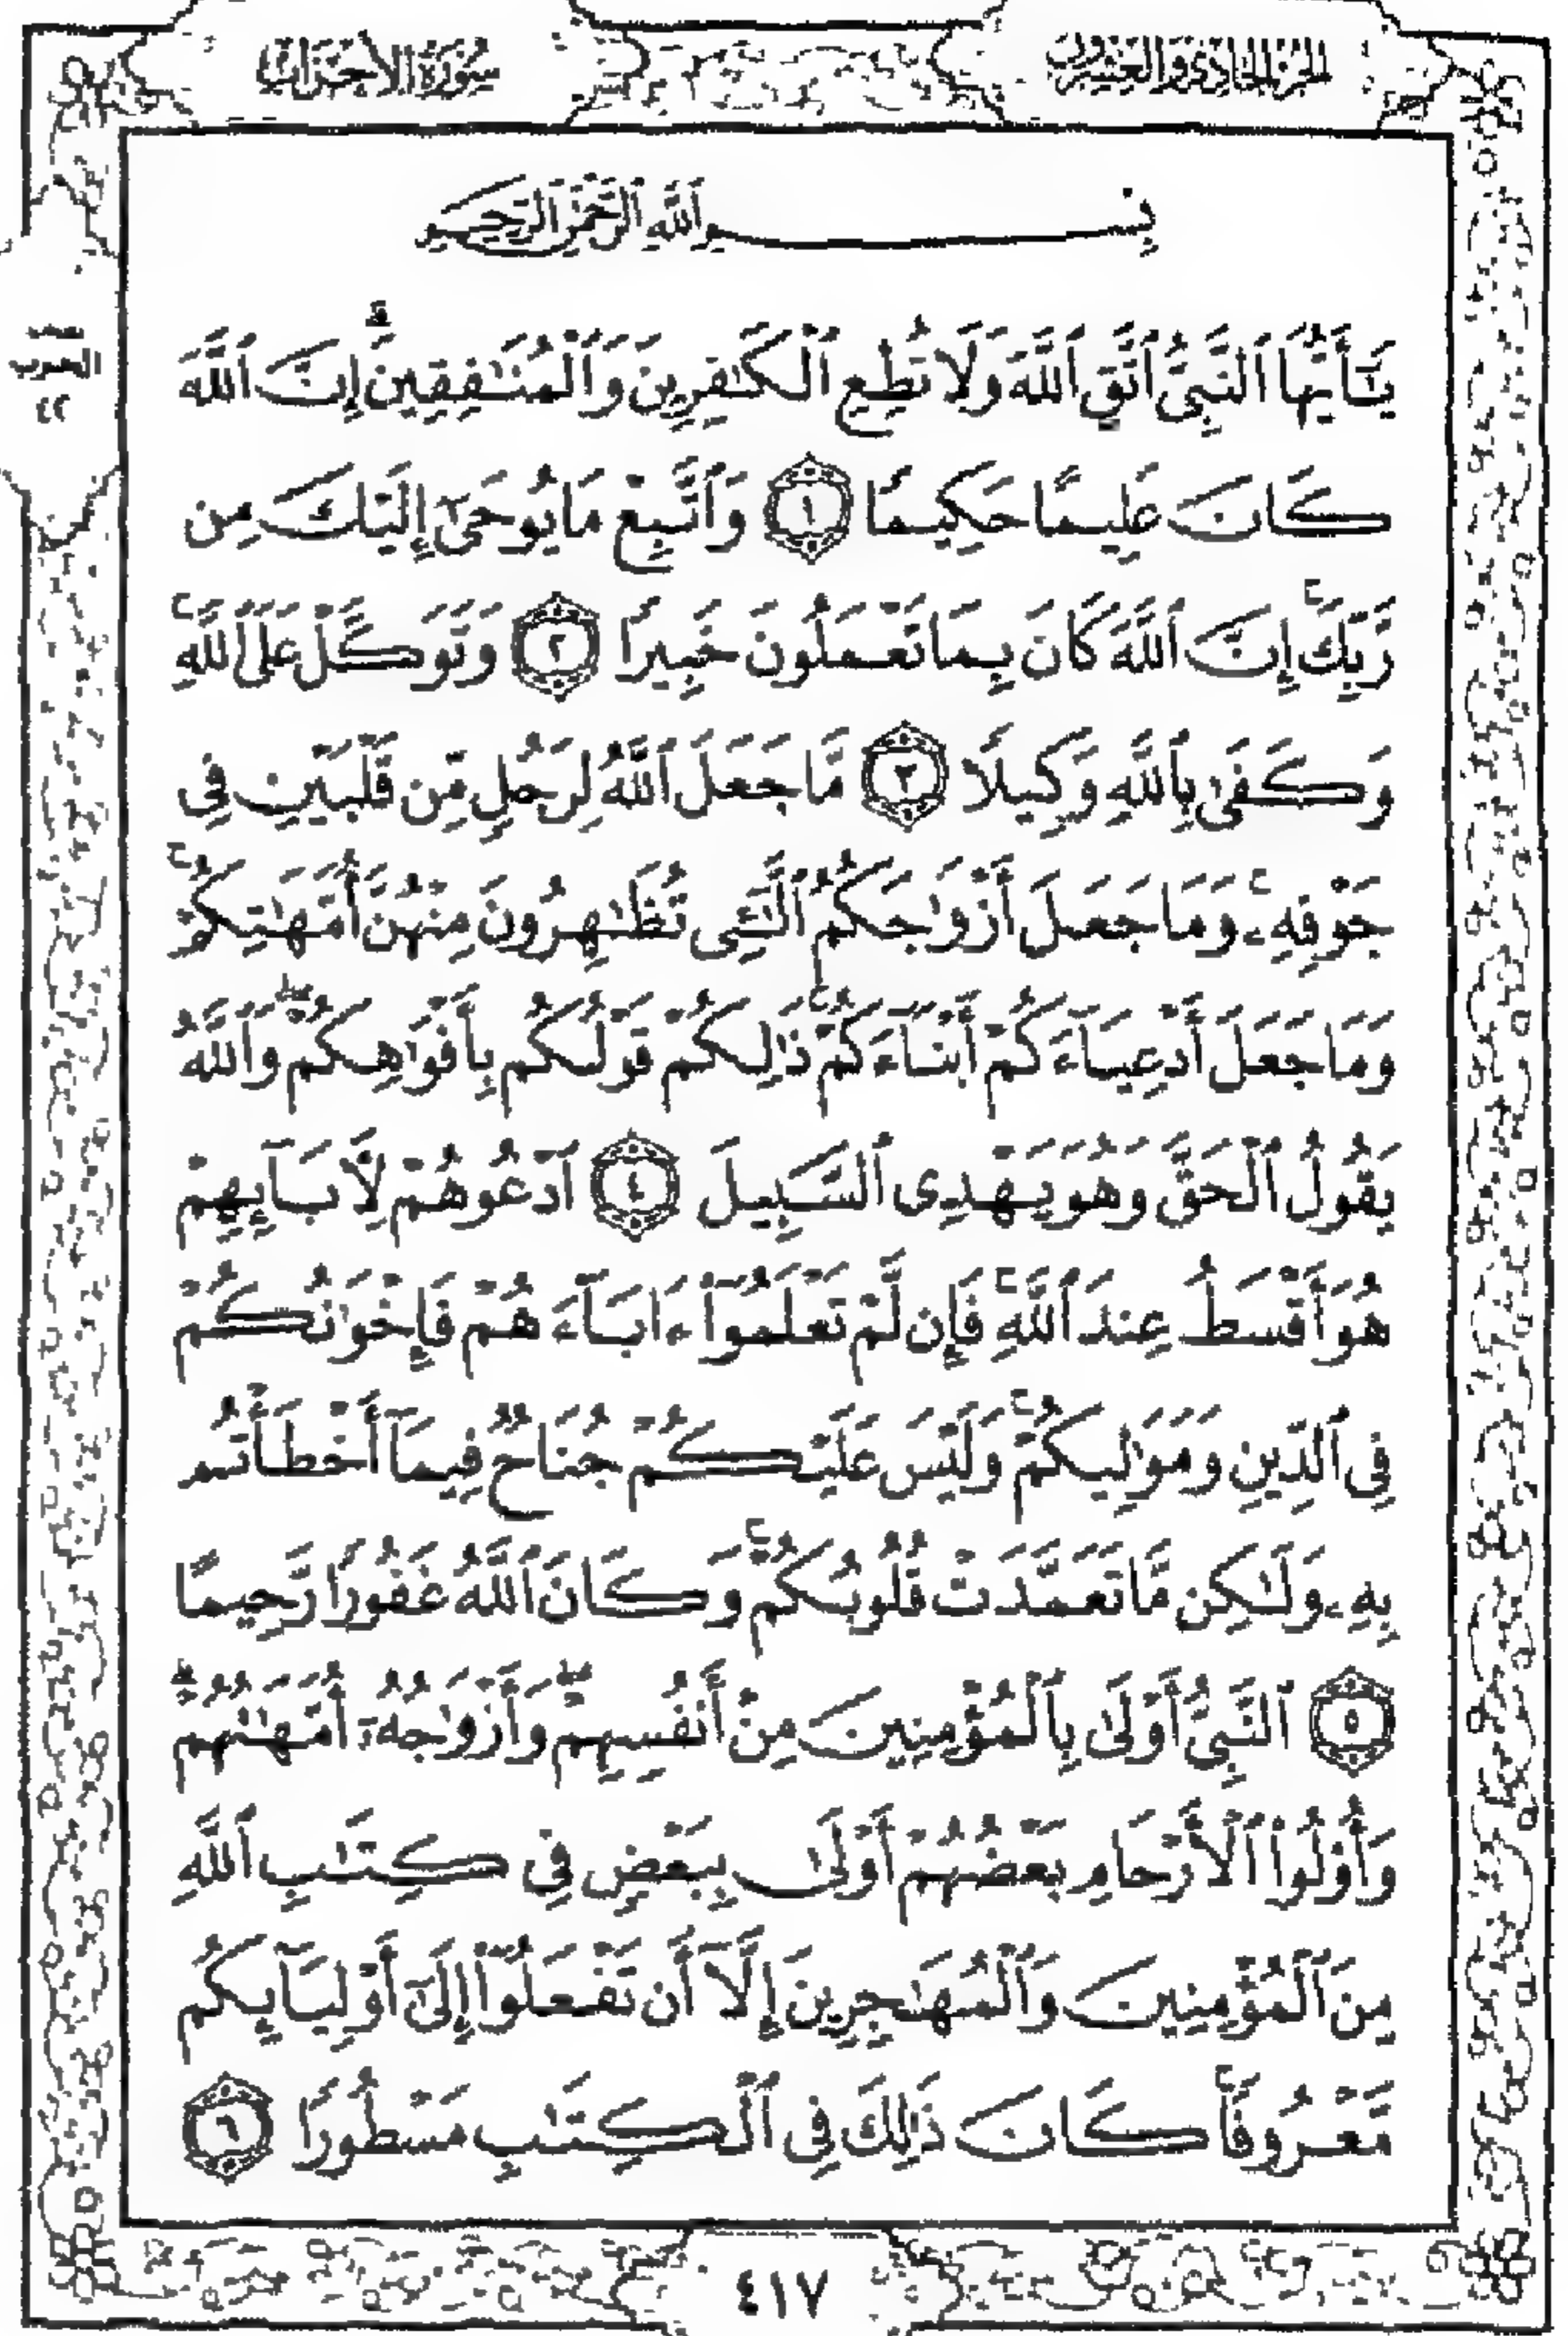 الجزء الحادي والعشرون
سورة الأحزاب
بِسْمِ ٱللَّهِ ٱلرَّحْمَٰنِ ٱلرَّحِيمِ
يَٰٓأَيُّهَا ٱلنَّبِيُّ ٱتَّقِ ٱللَّهَ وَلَا تُطِعِ ٱلْكَٰفِرِينَ وَٱلْمُنَٰفِقِينَۗ إِنَّ ٱللَّهَ
كَانَ عَلِيمًا حَكِيمًا ١ وَٱتَّبِعْ مَا يُوحَىٰٓ إِلَيْكَ مِن
رَّبِّكَۚ إِنَّ ٱللَّهَ كَانَ بِمَا تَعْمَلُونَ خَبِيرًا ٢ وَتَوَكَّلْ عَلَى ٱللَّهِۚ
وَكَفَىٰ بِٱللَّهِ وَكِيلًا ٣ مَّا جَعَلَ ٱللَّهُ لِرَجُلٍ مِّن قَلْبَيْنِ فِى
جَوْفِهِۦۚ وَمَا جَعَلَ أَزْوَٰجَكُمُ ٱلَّٰٓـِٔى تُظَٰهِرُونَ مِنْهُنَّ أُمَّهَٰتِكُمْۚ
وَمَا جَعَلَ أَدْعِيَآءَكُمْ أَبْنَآءَكُمْۚ ذَٰلِكُمْ قَوْلُكُم بِأَفْوَٰهِكُمْۖ وَٱللَّهُ
يَقُولُ ٱلْحَقَّ وَهُوَ يَهْدِى ٱلسَّبِيلَ ٤ ٱدْعُوهُمْ لِأٓبَآئِهِمْ
هُوَ أَقْسَطُ عِندَ ٱللَّهِۚ فَإِن لَّمْ تَعْلَمُوٓا۟ ءَابَآءَهُمْ فَإِخْوَٰنُكُمْ
فِى ٱلدِّينِ وَمَوَٰلِيكُمْۚ وَلَيْسَ عَلَيْكُمْ جُنَاحٌ فِيمَآ أَخْطَأْتُم
بِهِۦ وَلَٰكِن مَّا تَعَمَّدَتْ قُلُوبُكُمْۚ وَكَانَ ٱللَّهُ غَفُورًا رَّحِيمًا
٥ ٱلنَّبِىُّ أَوْلَىٰ بِٱلْمُؤْمِنِينَ مِنْ أَنفُسِهِمْۖ وَأَزْوَٰجُهُۥٓ أُمَّهَٰتُهُمْۗ
وَأُو۟لُوا۟ ٱلْأَرْحَامِ بَعْضُهُمْ أَوْلَىٰ بِبَعْضٍ فِى كِتَٰبِ ٱللَّهِ
مِنَ ٱلْمُؤْمِنِينَ وَٱلْمُهَٰجِرِينَ إِلَّآ أَن تَفْعَلُوٓا۟ إِلَىٰٓ أَوْلِيَآئِكُم
مَّعْرُوفًاۚ كَانَ ذَٰلِكَ فِى ٱلْكِتَٰبِ مَسْطُورًا ٦
الحزب
٤٢
٤١٧